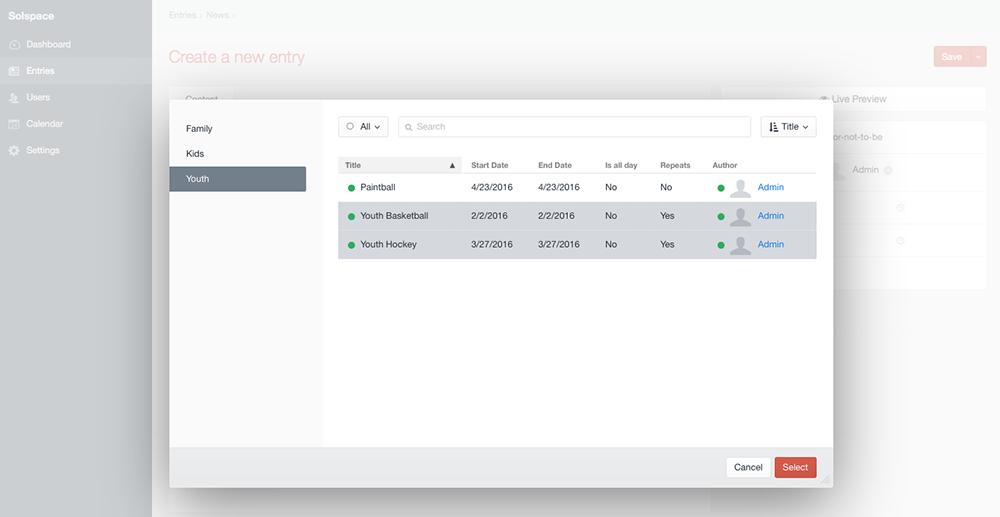 Solspace
Dashboard
Entries
Users
Calendar
Settings
Entries › News ›
Create a new entry
Save
Content
Live Preview
or-not-to-be
Admin
Family
Kids
Youth
All
Search
Title
Title ▲ Start Date End Date Is all day Repeats Author
Paintball 4/23/2016 4/23/2016 No No Admin
Youth Basketball 2/2/2016 2/2/2016 No Yes Admin
Youth Hockey 3/27/2016 3/27/2016 No Yes Admin
Cancel Select